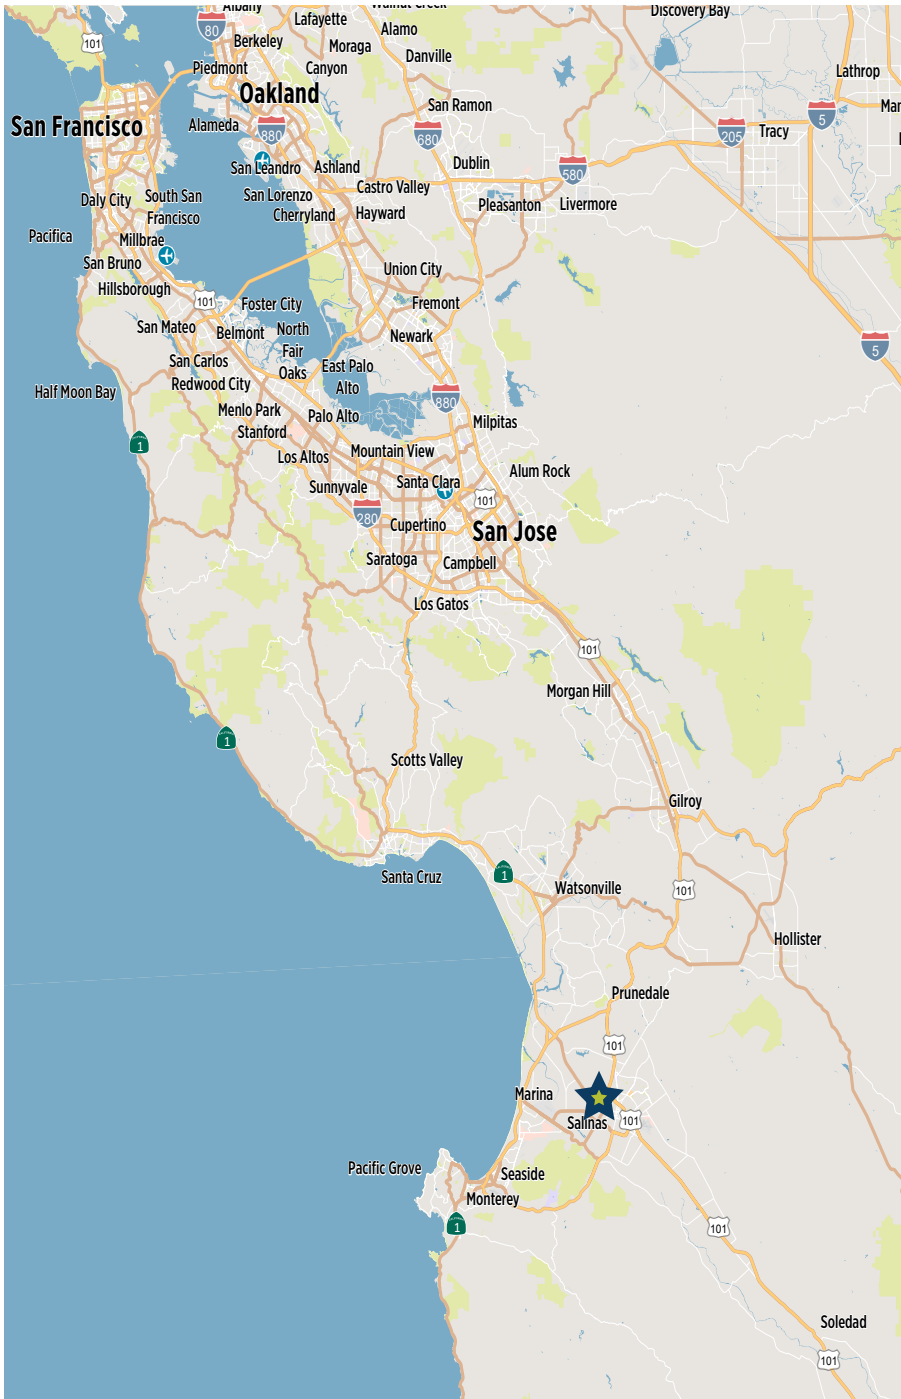 Albany
Walnut Creek
Discovery Bay
80
Lafayette
Alamo
101
Berkeley
Moraga
Danville
Piedmont
Canyon
Lathrop
Oakland
San Ramon
5
San Francisco
Alameda
880
680
205
Tracy
San Leandro
Ashland
Dublin
580
Castro Valley
Daly City
South San
Francisco
San Lorenzo
Cherryland
Hayward
Pleasanton
Livermore
Pacifica
Millbrae
San Bruno
Union City
Hillsborough
101
Foster City
Fremont
San Mateo
Belmont
North
Fair
Oaks
Newark
5
San Carlos
East Palo
Alto
Redwood City
Half Moon Bay
880
Menlo Park
Palo Alto
Milpitas
Stanford
1
Mountain View
Los Altos
Alum Rock
Sunnyvale
Santa Clara
101
280
Cupertino
San Jose
Saratoga
Campbell
Los Gatos
101
Morgan Hill
1
Scotts Valley
Gilroy
Santa Cruz
1
Watsonville
101
Hollister
Prunedale
101
Marina
Salinas
101
Pacific Grove
Seaside
Monterey
1
101
Soledad
101